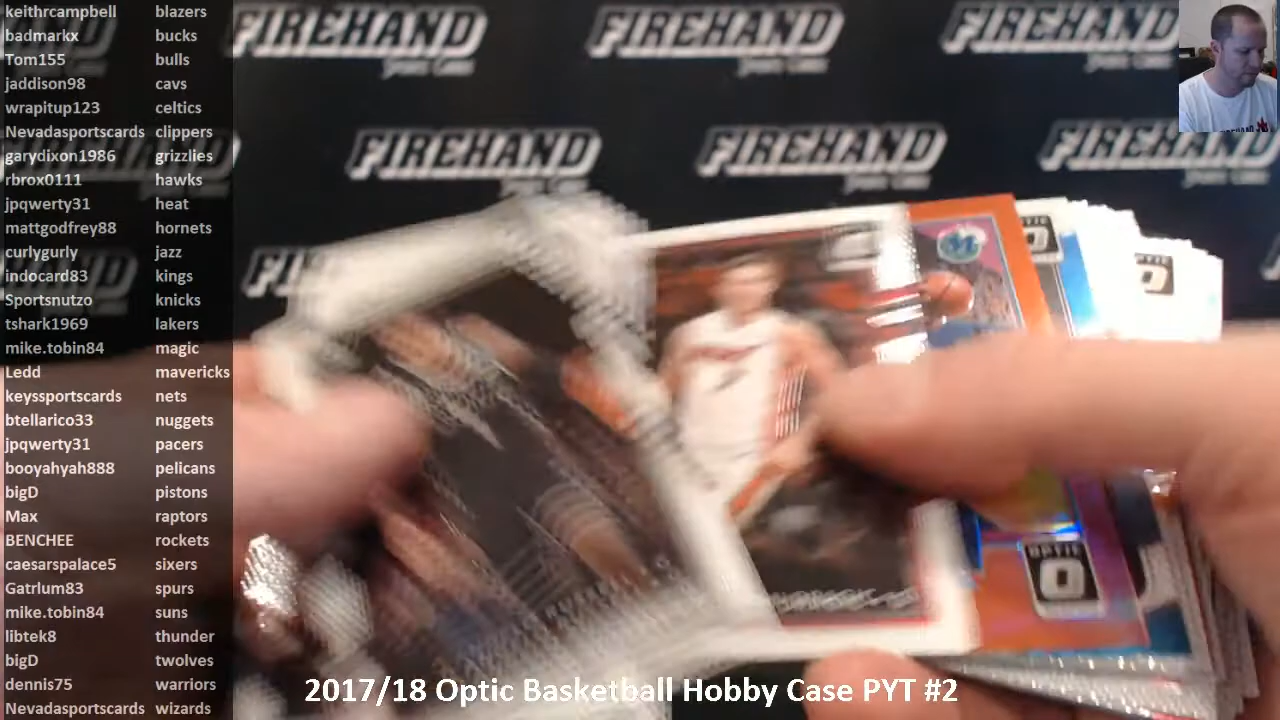 keithrcampbell blazers
badmarkx bucks
Tom155 bulls
jaddison98 cavs
wrapitup123 celtics
Nevadasportscards clippers
garydixon1986 grizzlies
rbrox0111 hawks
jpqwerty31 heat
mattgodfrey88 hornets
curlygurly jazz
indocard83 kings
Sportsnutzo knicks
tshark1969 lakers
mike.tobin84 magic
Ledd mavericks
keyssportscards nets
btellarico33 nuggets
jpqwerty31 pacers
booyahyah888 pelicans
bigD pistons
Max raptors
BENCHEE rockets
caesarspalace5 sixers
Gatrlum83 spurs
mike.tobin84 suns
libtek8 thunder
bigD twolves
dennis75 warriors
Nevadasportscards wizards
FIREHAND FIREHAND FIREHAND
FIREHAND FIREHAND FIREHAND
OPTIC
2017/18 Optic Basketball Hobby Case PYT #2